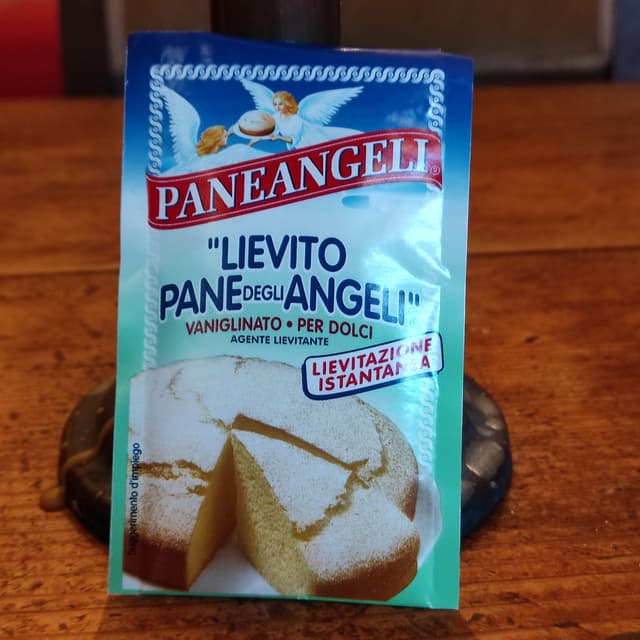 PANEANGELI
"LIEVITO
PANE DEGLI ANGELI"
VANIGLINATO • PER DOLCI
AGENTE LIEVITANTE
LIEVITAZIONE
ISTANTANEA
Suggerimento d'impiego